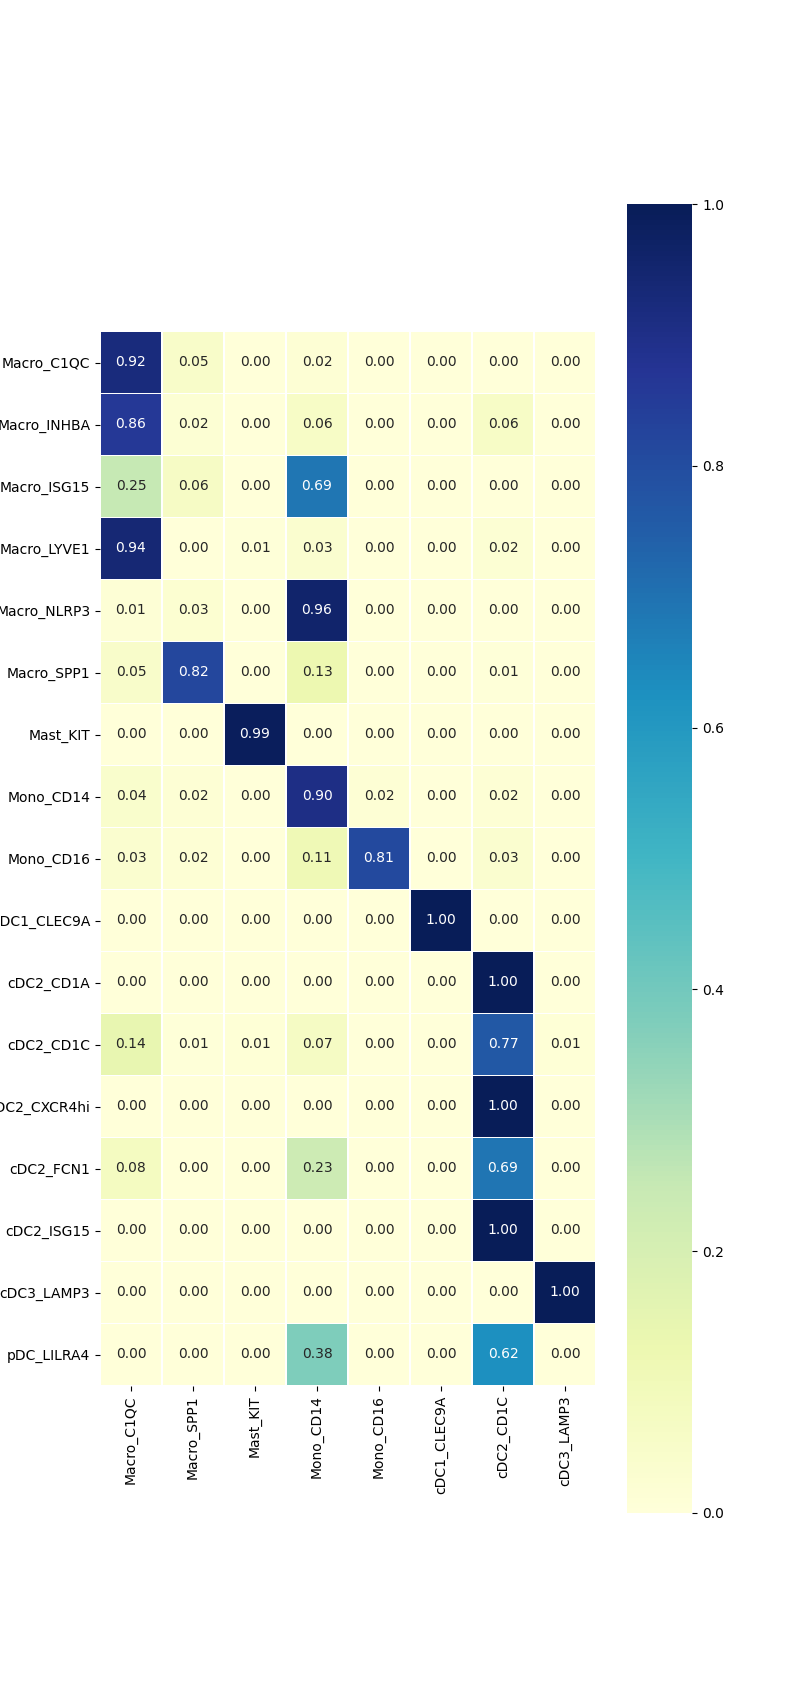 1.0
Macro_C1QC 0.92 0.05 0.00 0.02 0.00 0.00 0.00 0.00
Macro_INHBA 0.86 0.02 0.00 0.06 0.00 0.00 0.06 0.00
0.8
Macro_ISG15 0.25 0.06 0.00 0.69 0.00 0.00 0.00 0.00
Macro_LYVE1 0.94 0.00 0.01 0.03 0.00 0.00 0.02 0.00
Macro_NLRP3 0.01 0.03 0.00 0.96 0.00 0.00 0.00 0.00
Macro_SPP1 0.05 0.82 0.00 0.13 0.00 0.00 0.01 0.00
0.6
Mast_KIT 0.00 0.00 0.99 0.00 0.00 0.00 0.00 0.00
Mono_CD14 0.04 0.02 0.00 0.90 0.02 0.00 0.02 0.00
Mono_CD16 0.03 0.02 0.00 0.11 0.81 0.00 0.03 0.00
DC1_CLEC9A 0.00 0.00 0.00 0.00 0.00 1.00 0.00 0.00
cDC2_CD1A 0.00 0.00 0.00 0.00 0.00 0.00 1.00 0.00
0.4
cDC2_CD1C 0.14 0.01 0.01 0.07 0.00 0.00 0.77 0.01
DC2_CXCR4hi 0.00 0.00 0.00 0.00 0.00 0.00 1.00 0.00
cDC2_FCN1 0.08 0.00 0.00 0.23 0.00 0.00 0.69 0.00
cDC2_ISG15 0.00 0.00 0.00 0.00 0.00 0.00 1.00 0.00
0.2
cDC3_LAMP3 0.00 0.00 0.00 0.00 0.00 0.00 0.00 1.00
pDC_LILRA4 0.00 0.00 0.00 0.38 0.00 0.00 0.62 0.00
Macro_C1QC
Macro_SPP1
Mast_KIT
Mono_CD14
Mono_CD16
cDC1_CLEC9A
cDC2_CD1C
cDC3_LAMP3
0.0